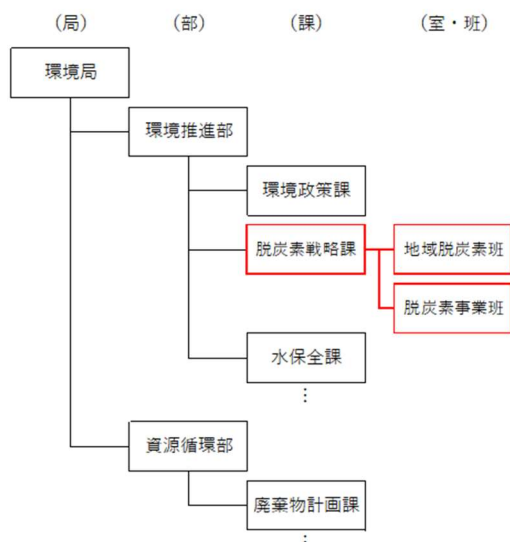 （局）　（部）　（課）　（室・班）
環境局
環境推進部
環境政策課
脱炭素戦略課　地域脱炭素班
脱炭素事業班
水保全課
⋮
資源循環部
廃棄物計画課
⋮